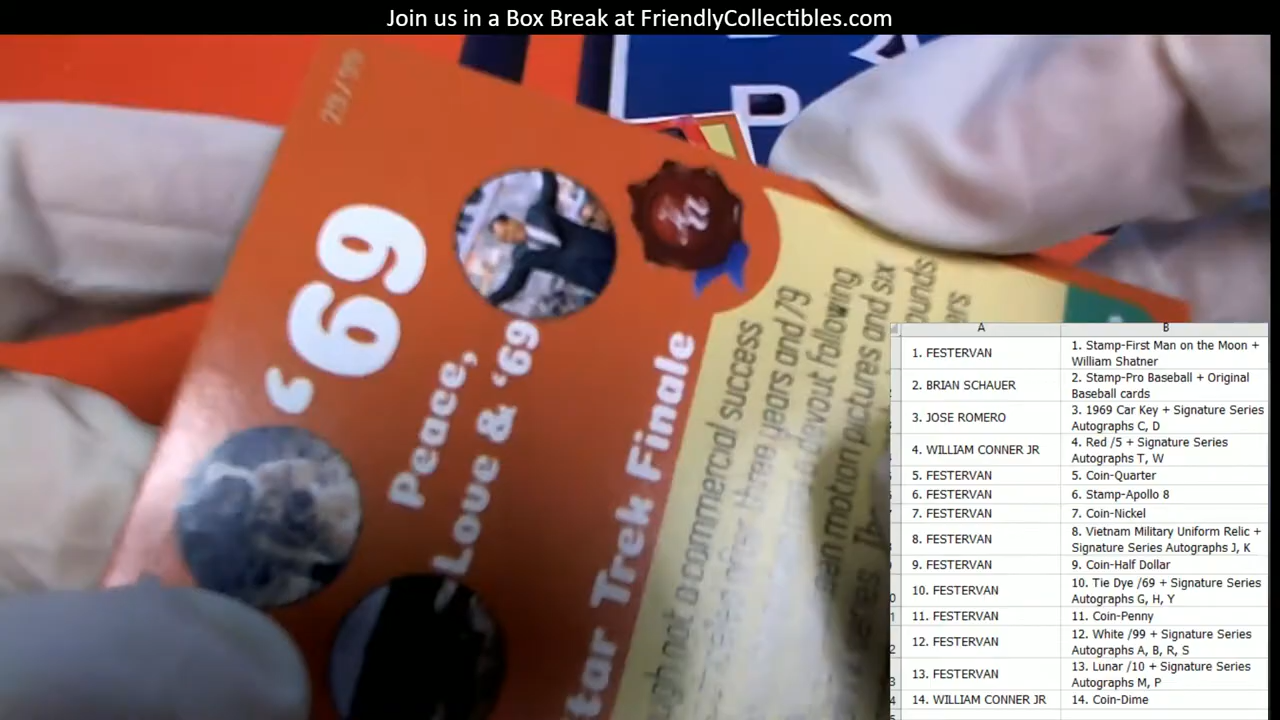 Join us in a Box Break at FriendlyCollectibles.com
'69
Peace,
Love & '69
Star Trek Finale
not a commercial success
after three years and 79
a devout following
motion pictures and six
A B
1. FESTERVAN 1. Stamp-First Man on the Moon +
William Shatner
2. BRIAN SCHAUER 2. Stamp-Pro Baseball + Original
Baseball cards
3. JOSE ROMERO 3. 1969 Car Key + Signature Series
Autographs C, D
4. WILLIAM CONNER JR 4. Red /5 + Signature Series
Autographs T, W
5. FESTERVAN 5. Coin-Quarter
6. FESTERVAN 6. Stamp-Apollo 8
7. FESTERVAN 7. Coin-Nickel
8. FESTERVAN 8. Vietnam Military Uniform Relic +
Signature Series Autographs J, K
9. FESTERVAN 9. Coin-Half Dollar
10. FESTERVAN 10. Tie Dye /69 + Signature Series
Autographs G, H, Y
11. FESTERVAN 11. Coin-Penny
12. FESTERVAN 12. White /99 + Signature Series
Autographs A, B, R, S
13. FESTERVAN 13. Lunar /10 + Signature Series
Autographs M, P
14. WILLIAM CONNER JR 14. Coin-Dime